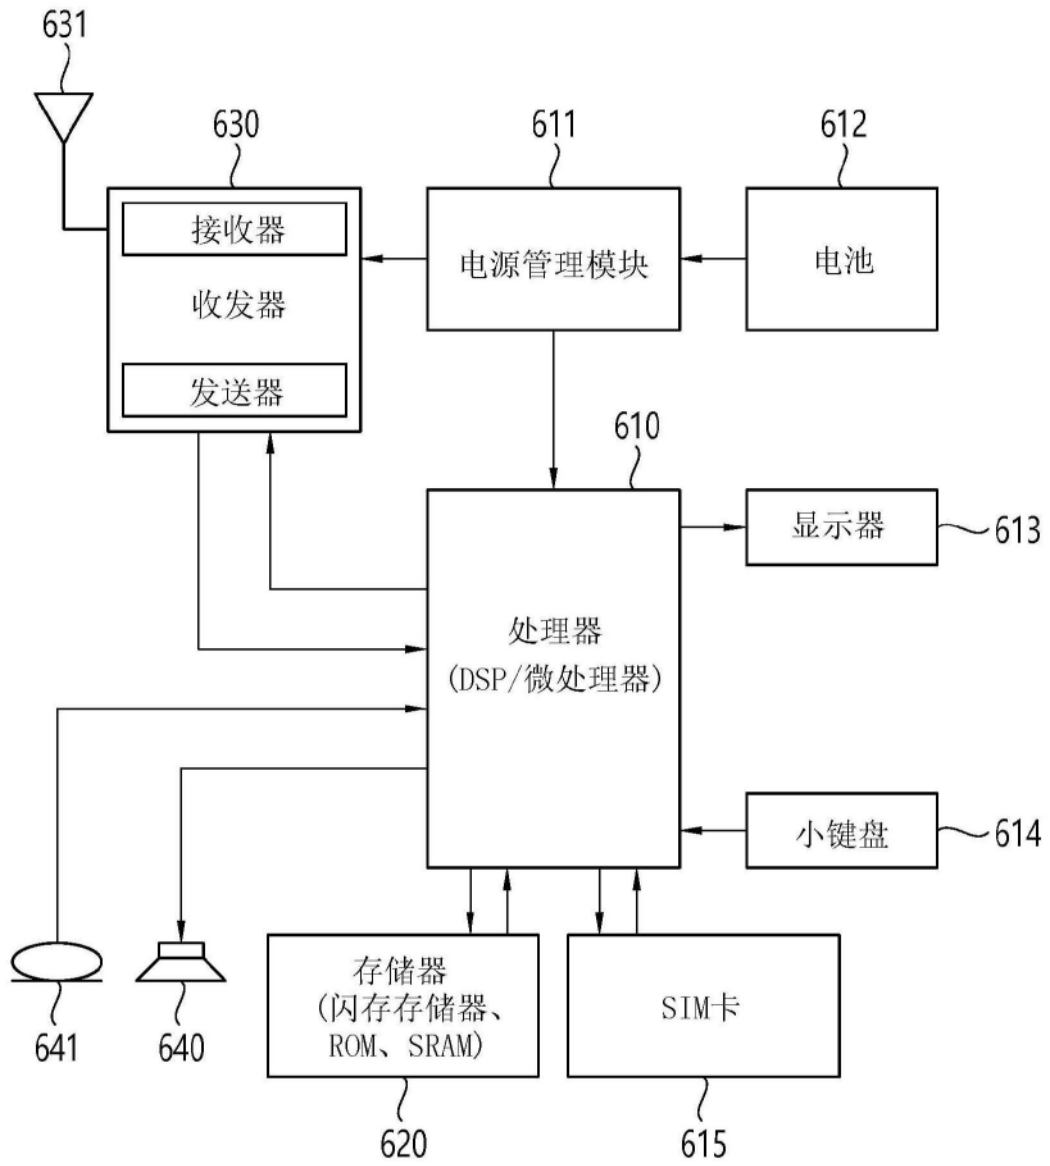 631
630
611
612
接收器
收发器
发送器
电源管理模块
电池
610
显示器
613
处理器
(DSP/微处理器)
小键盘
614
641
640
存储器
(闪存存储器、
ROM、SRAM)
SIM卡
620
615